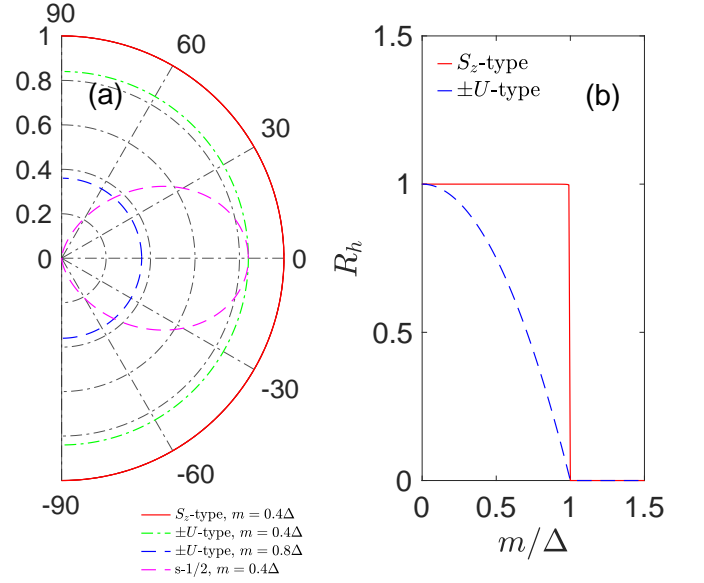 90
1
0.8
0.6
0.4
0.2
0
60
30
0
-30
-60
-90
(a)
S_z-type, m = 0.4Δ
±U-type, m = 0.4Δ
±U-type, m = 0.8Δ
s-1/2, m = 0.4Δ
1.5
1
0.5
0
R_h
S_z-type
±U-type
(b)
0 0.5 1 1.5
m/Δ